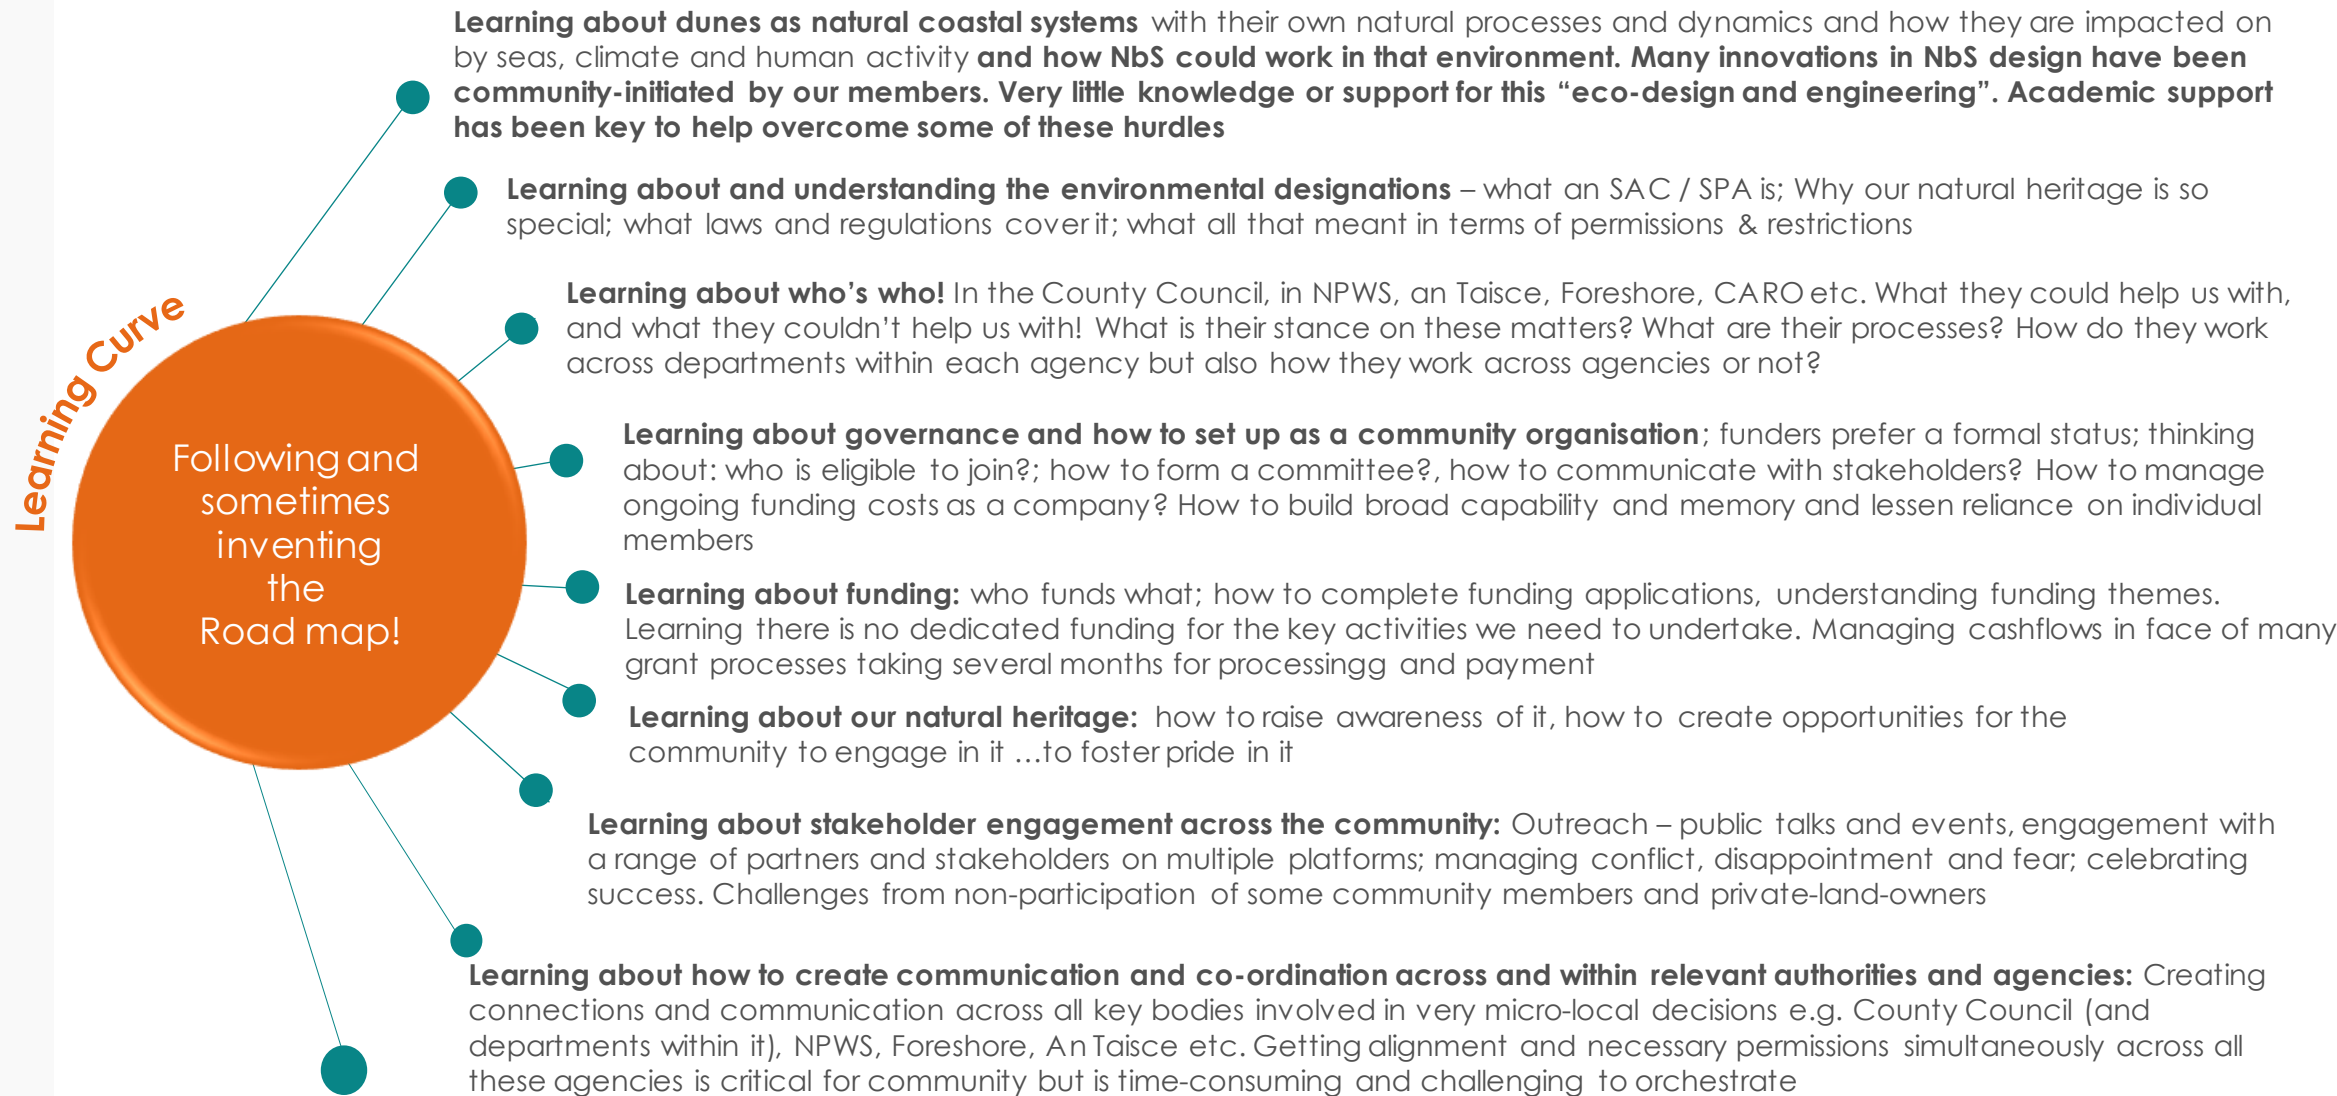 Learning about dunes as natural coastal systems with their own natural processes and dynamics and how they are impacted on
by seas, climate and human activity and how NbS could work in that environment. Many innovations in NbS design have been
community-initiated by our members. Very little knowledge or support for this “eco-design and engineering”. Academic support
has been key to help overcome some of these hurdles
Learning about and understanding the environmental designations – what an SAC / SPA is; Why our natural heritage is so
special; what laws and regulations cover it; what all that meant in terms of permissions & restrictions
Learning about who’s who! In the County Council, in NPWS, an Taisce, Foreshore, CARO etc. What they could help us with,
and what they couldn’t help us with! What is their stance on these matters? What are their processes? How do they work
across departments within each agency but also how they work across agencies or not?
Learning Curve
Following and
sometimes
inventing
the
Road map!
Learning about governance and how to set up as a community organisation; funders prefer a formal status; thinking
about: who is eligible to join?; how to form a committee?, how to communicate with stakeholders? How to manage
ongoing funding costs as a company? How to build broad capability and memory and lessen reliance on individual
members
Learning about funding: who funds what; how to complete funding applications, understanding funding themes.
Learning there is no dedicated funding for the key activities we need to undertake. Managing cashflows in face of many
grant processes taking several months for processingg and payment
Learning about our natural heritage: how to raise awareness of it, how to create opportunities for the
community to engage in it …to foster pride in it
Learning about stakeholder engagement across the community: Outreach – public talks and events, engagement with
a range of partners and stakeholders on multiple platforms; managing conflict, disappointment and fear; celebrating
success. Challenges from non-participation of some community members and private-land-owners
Learning about how to create communication and co-ordination across and within relevant authorities and agencies: Creating
connections and communication across all key bodies involved in very micro-local decisions e.g. County Council (and
departments within it), NPWS, Foreshore, An Taisce etc. Getting alignment and necessary permissions simultaneously across all
these agencies is critical for community but is time-consuming and challenging to orchestrate